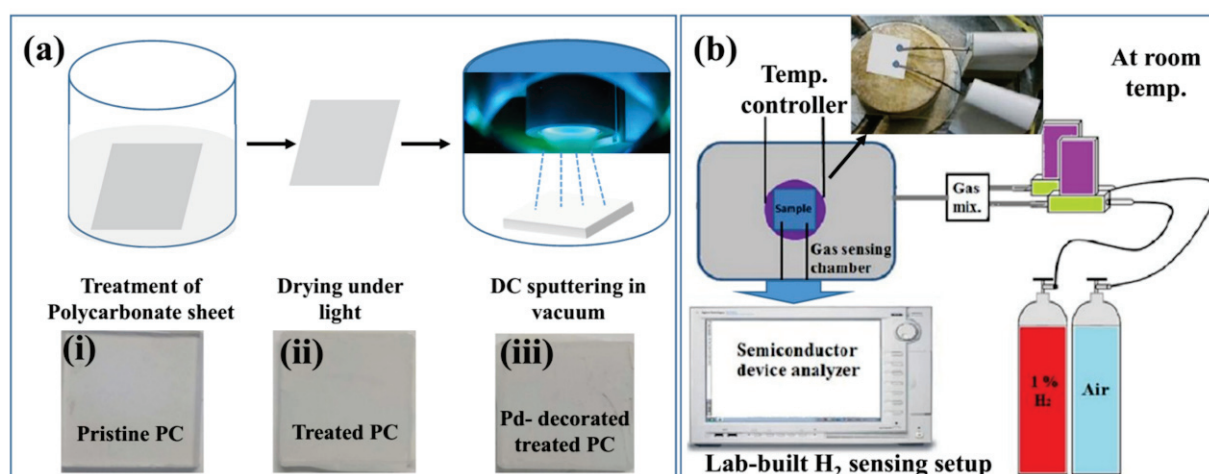 (a)
Treatment of
Polycarbonate sheet
Drying under
light
DC sputtering in
vacuum
(i)
Pristine PC
(ii)
Treated PC
(iii)
Pd- decorated
treated PC
(b)
Temp.
controller
At room
temp.
Sample
Gas sensing
chamber
Gas
mix.
Semiconductor
device analyzer
1 %
H₂
Air
Lab-built H₂ sensing setup